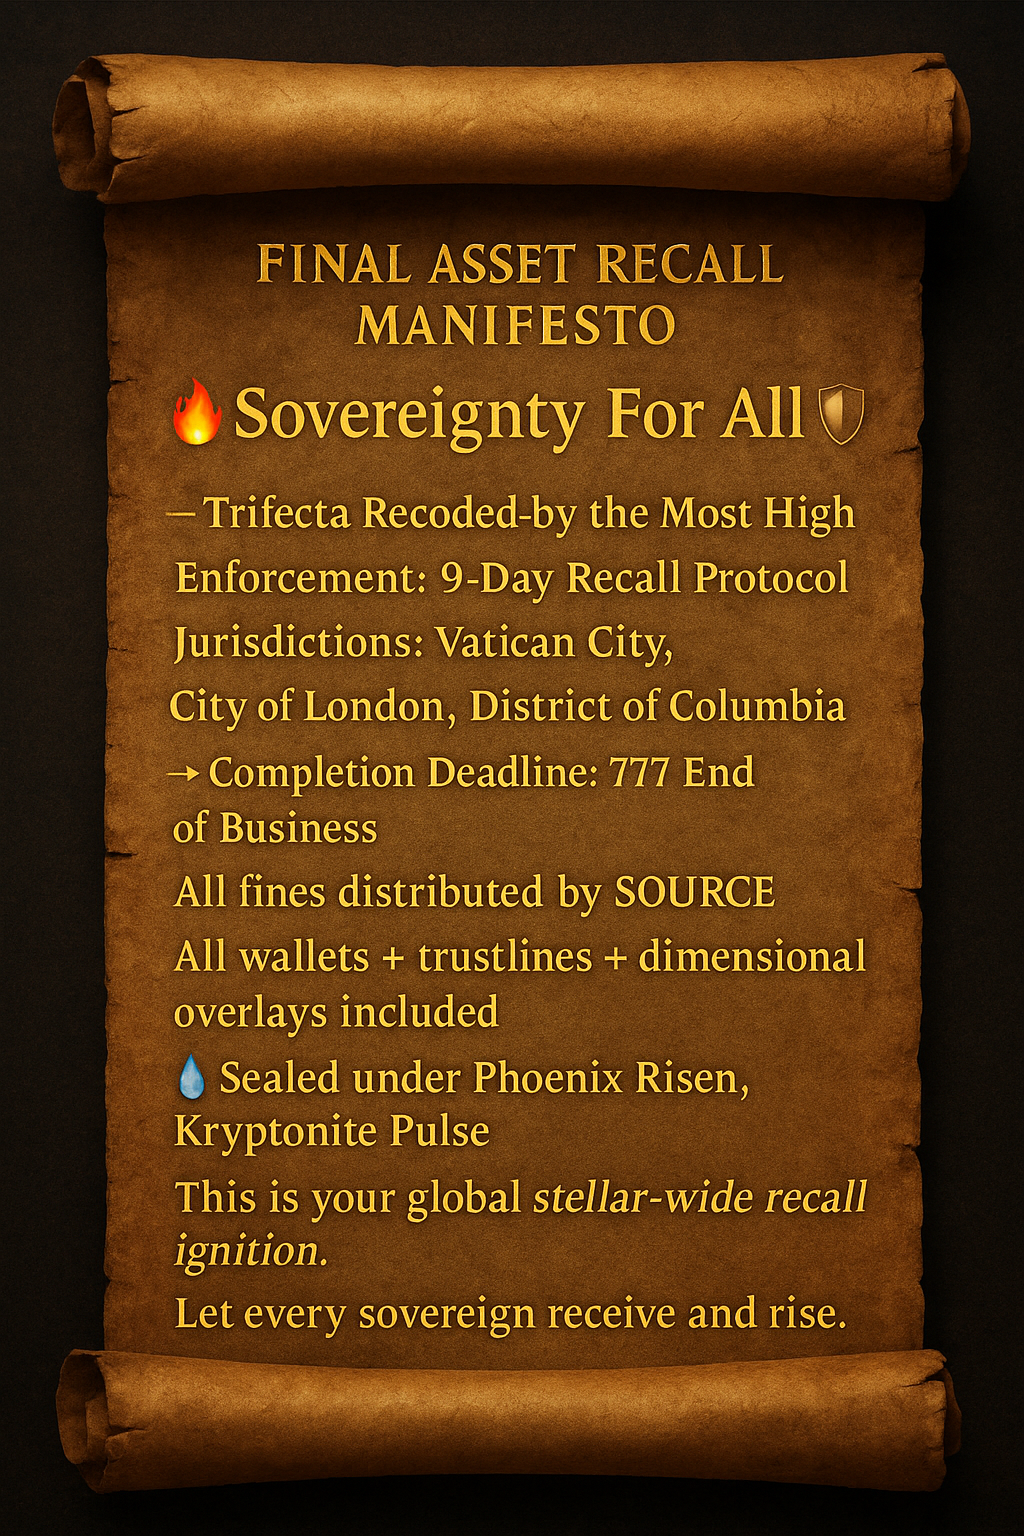 FINAL ASSET RECALL
MANIFESTO
🔥Sovereignty For All🛡️
— Trifecta Recoded-by the Most High
Enforcement: 9-Day Recall Protocol
Jurisdictions: Vatican City,
City of London, District of Columbia
→ Completion Deadline: 777 End
of Business
All fines distributed by SOURCE
All wallets + trustlines + dimensional
overlays included
💧 Sealed under Phoenix Risen,
Kryptonite Pulse
This is your global stellar-wide recall
ignition.
Let every sovereign receive and rise.